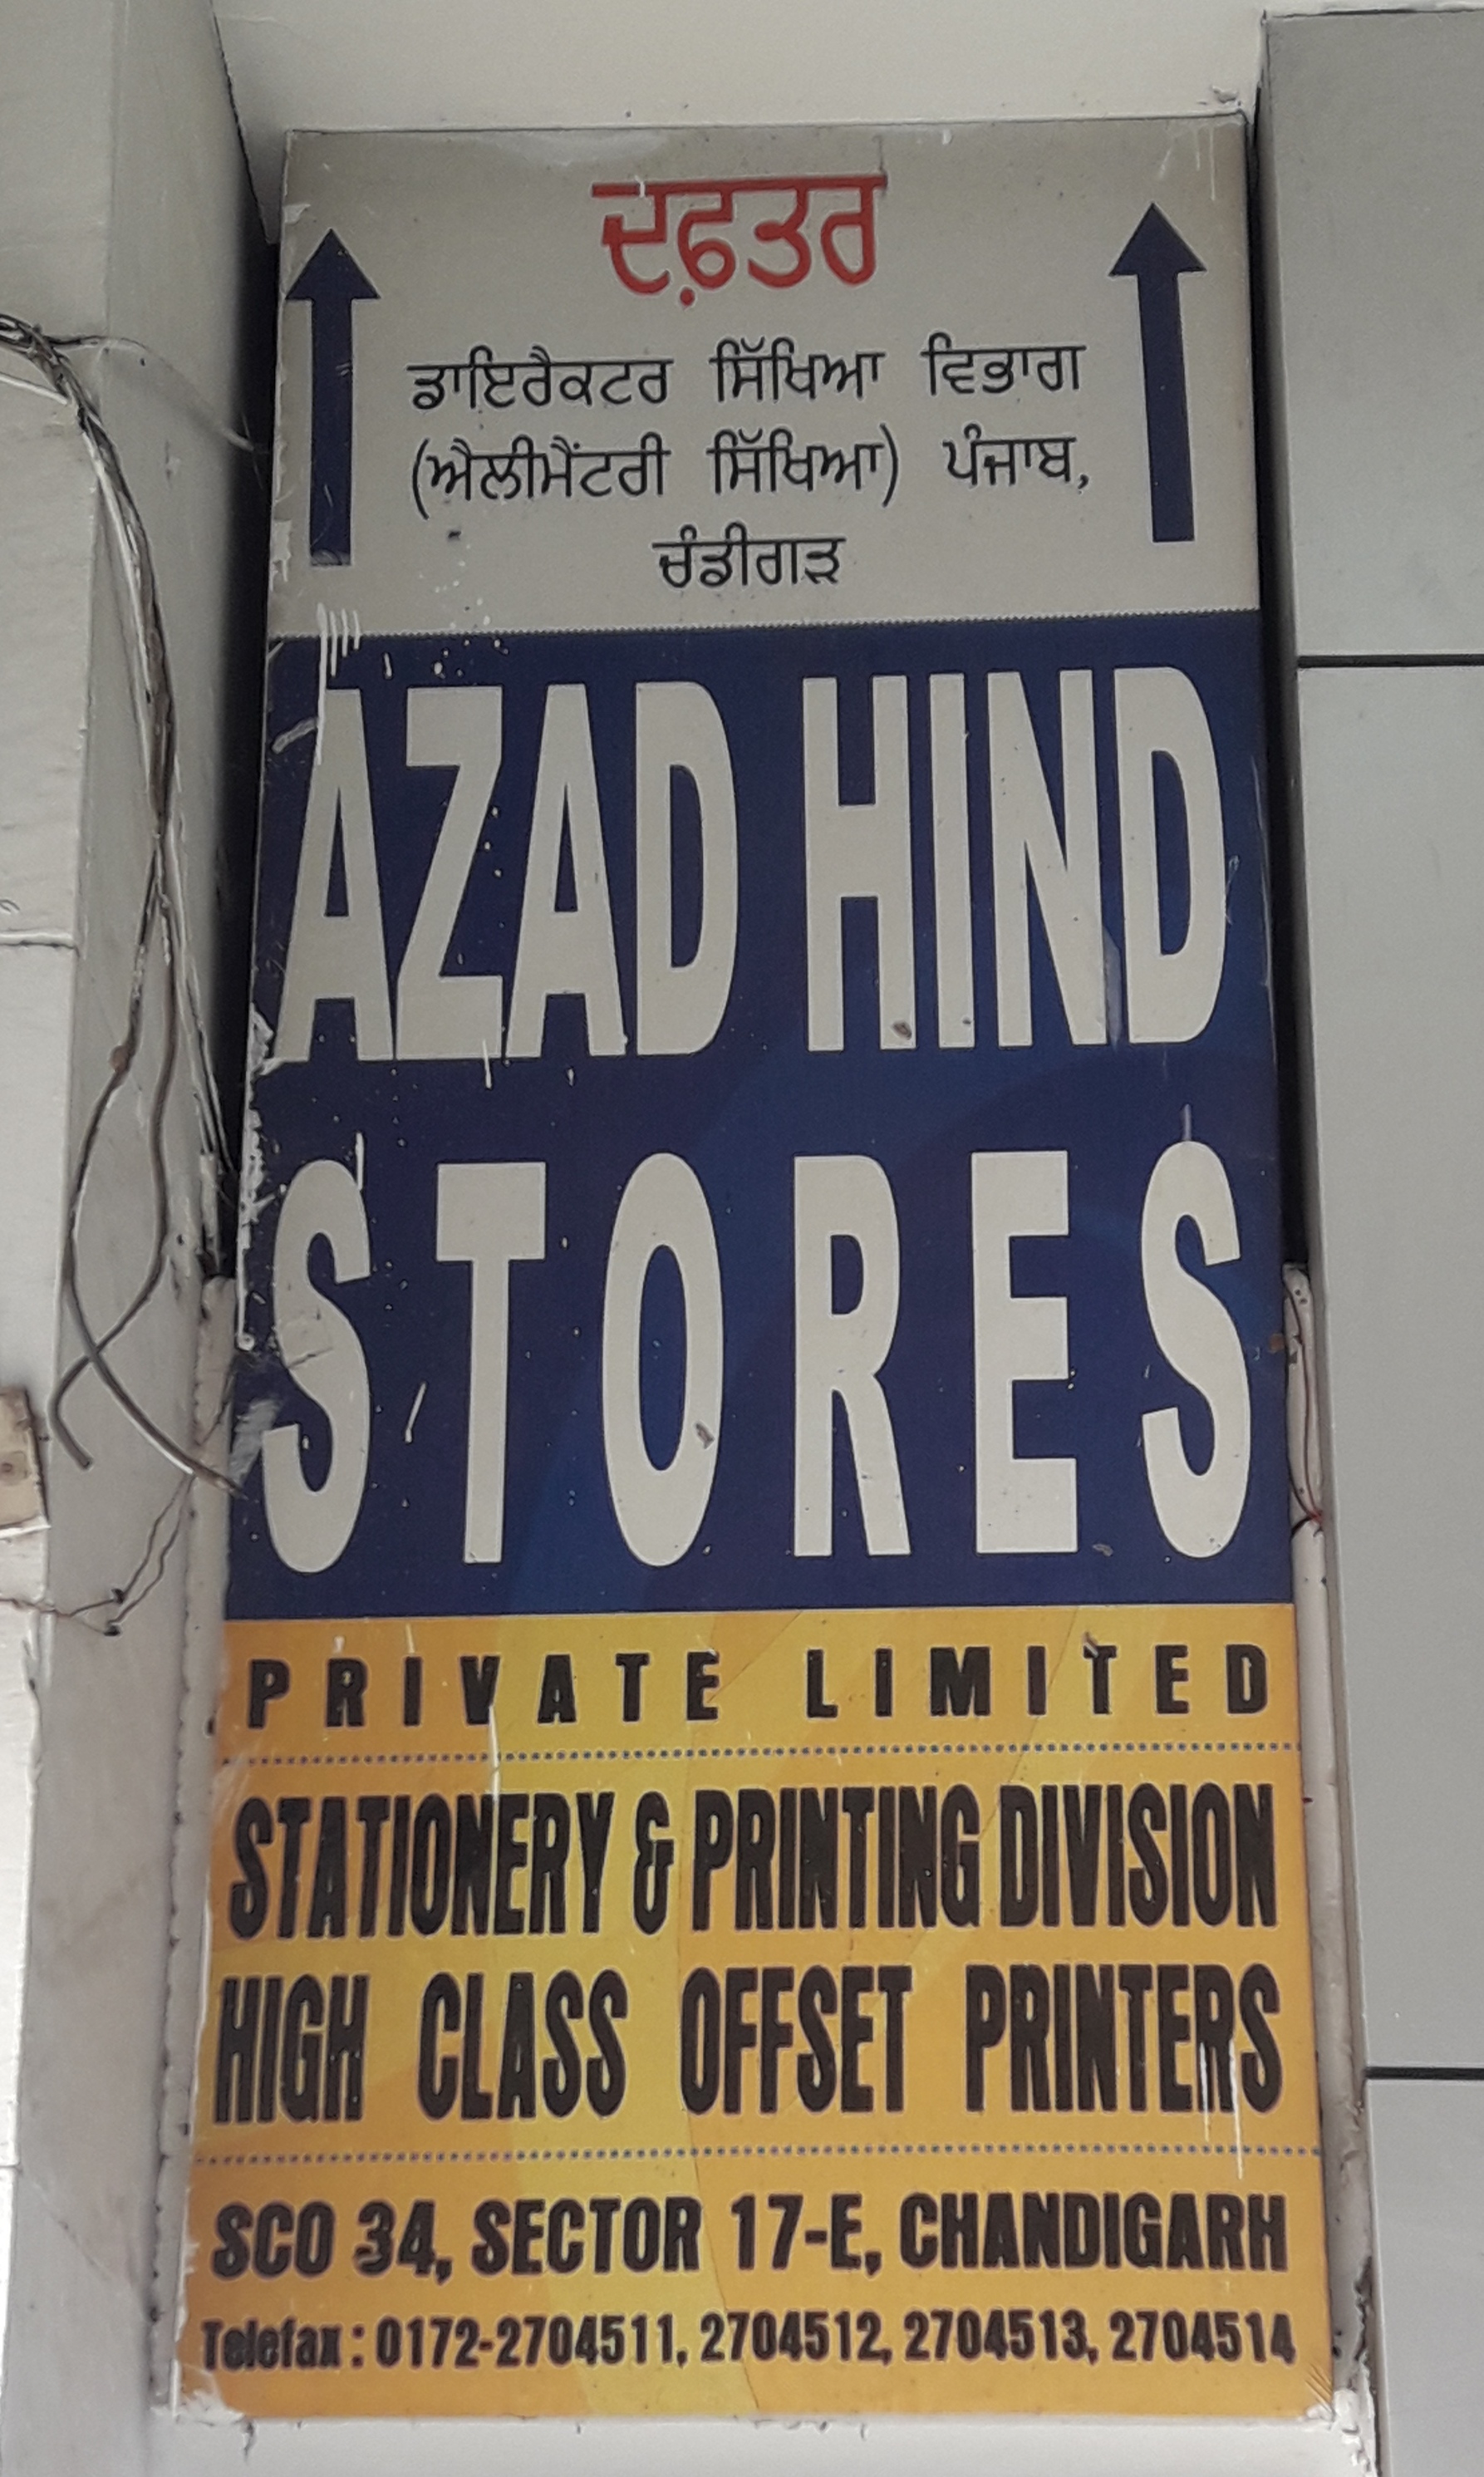 ਦਫ਼ਤਰ
ਡਾਇਰੈਕਟਰ ਸਿੱਖਿਆ ਵਿਭਾਗ
(ਐਲੀਮੈਂਟਰੀ ਸਿੱਖਿਆ) ਪੰਜਾਬ,
ਚੰਡੀਗੜ
AZAD HIND
STORES
PRIVATE LIMITED
STATIONERY & PRINTING DIVISION
HIGH CLASS OFFSET PRINTERS
SCO 34, SECTOR 17-E, CHANDIGARH
Telefax : 0172-2704511, 2704512, 2704513, 2704514